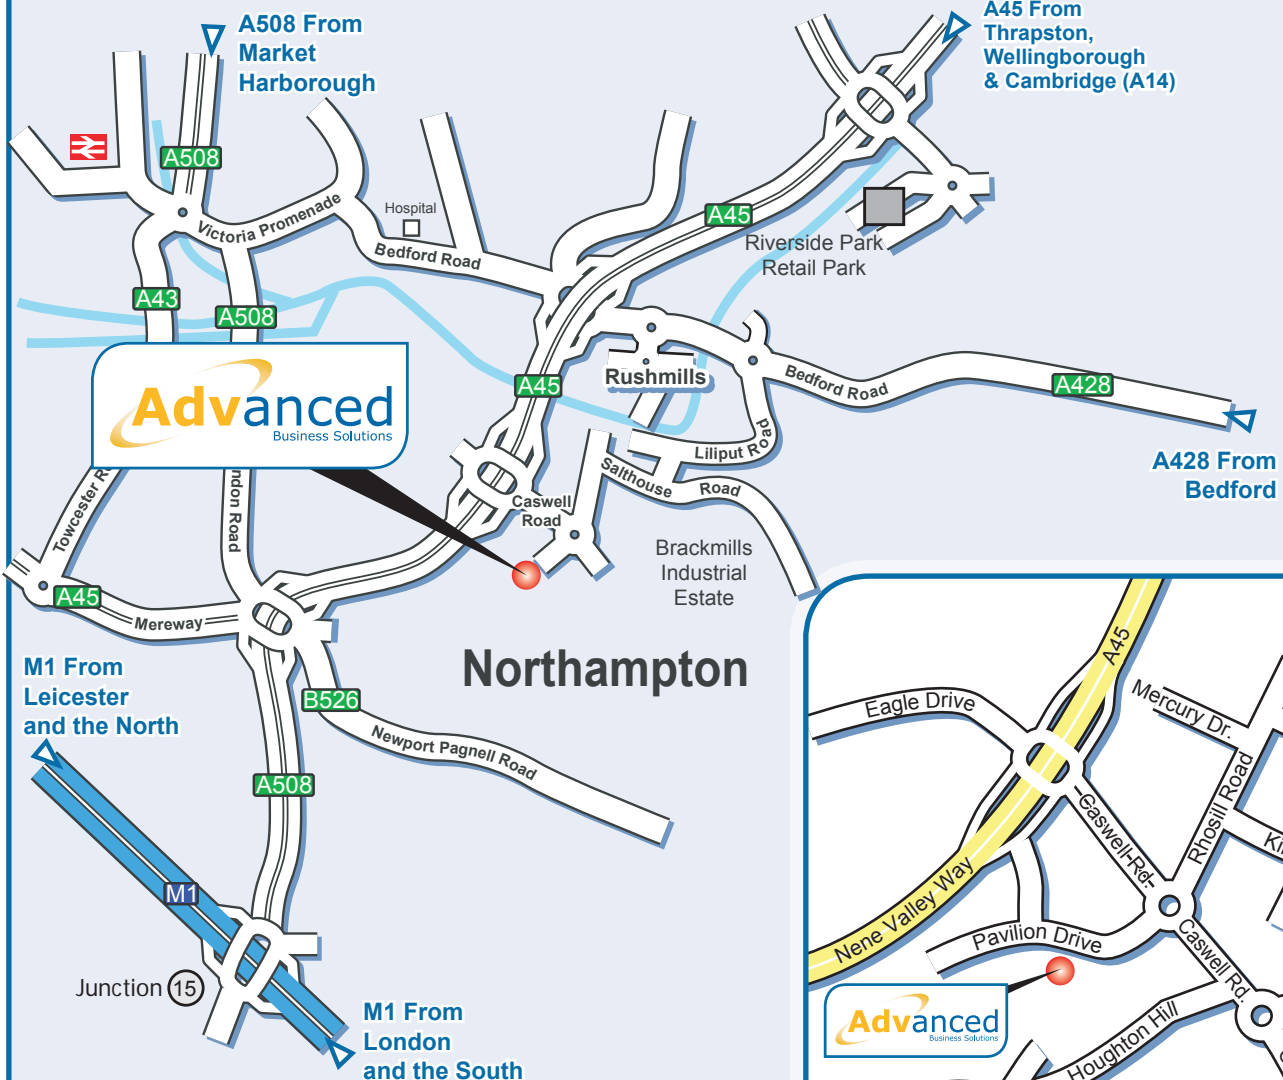 A508 From
Market
Harborough
A45 From
Thrapston,
Wellingborough
& Cambridge (A14)
A508
Victoria Promenade
Hospital
Bedford Road
A45
Riverside Park
Retail Park
A43
A508
Advanced
Business Solutions
A45
Rushmills
Bedford Road
A428
A428 From
Bedford
Liliput Road
Salthouse Road
Caswell
Road
Brackmills
Industrial
Estate
Towcester R
ndon Road
A45
Mereway
Northampton
M1 From
Leicester
and the North
B526
Newport Pagnell Road
A508
M1
Junction 15
M1 From
London
and the South
A45
Eagle Drive
Mercury Dr.
Rhosill Road
Caswell Rd.
Ki
Nene Valley Way
Pavilion Drive
Caswell Rd.
Advanced
Business Solutions
Houghton Hill